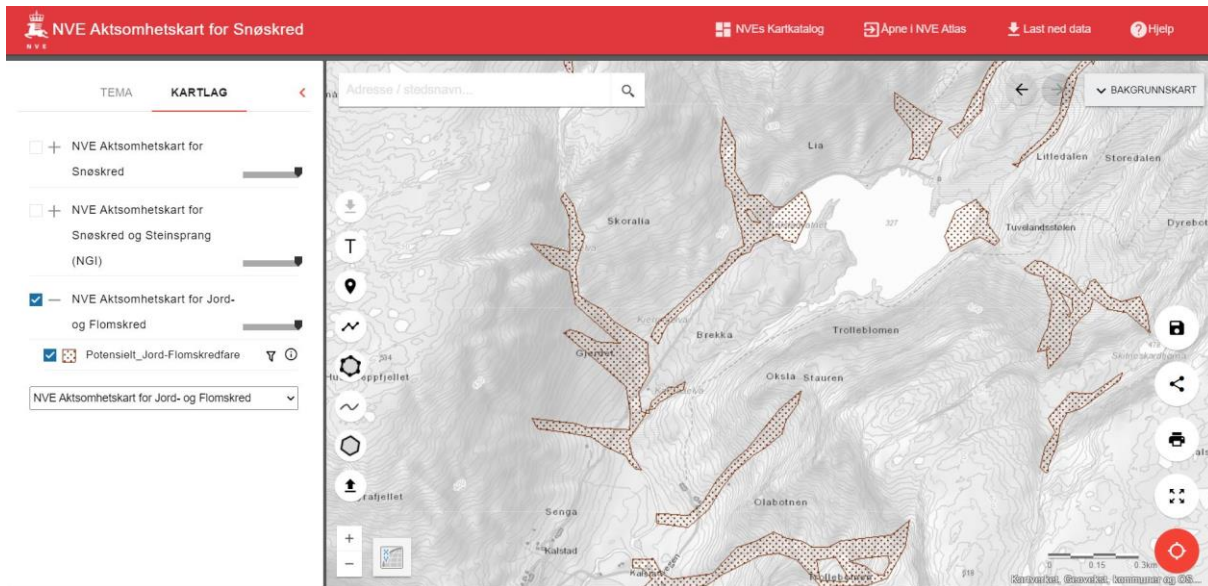 NVE Aktsomhetskart for Snøskred
NVE
NVEs Kartkatalog
Åpne i NVE Atlas
Last ned data
Hjelp
TEMA
KARTLAG
Adresse / stedsnavn...
BAKGRUNNSKART
NVE Aktsomhetskart for
Snøskred
NVE Aktsomhetskart for
Snøskred og Steinsprang
(NGI)
NVE Aktsomhetskart for Jord-
og Flomskred
Potensielt_Jord-Flomskredfare
NVE Aktsomhetskart for Jord- og Flomskred
T
Lia
Litledalen
Storedalen
Skoralia
327
Tuvelandsstølen
Dyrebot
Brekka
Trolleblomen
Gjerdet
Oksla
Stauren
Olabotnen
Senga
Kalstad
+
−
0
0.15
0.3km